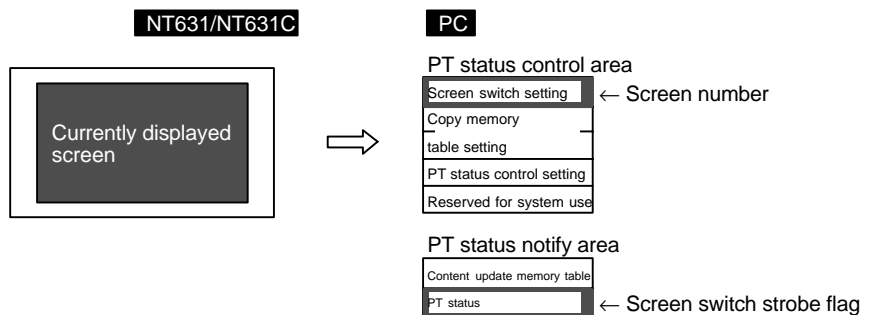 NT631/NT631C
PC
PT status control area
Screen switch setting
← Screen number
Currently displayed
screen
Copy memory
table setting
PT status control setting
Reserved for system use
PT status notify area
Content update memory table
PT status
← Screen switch strobe flag